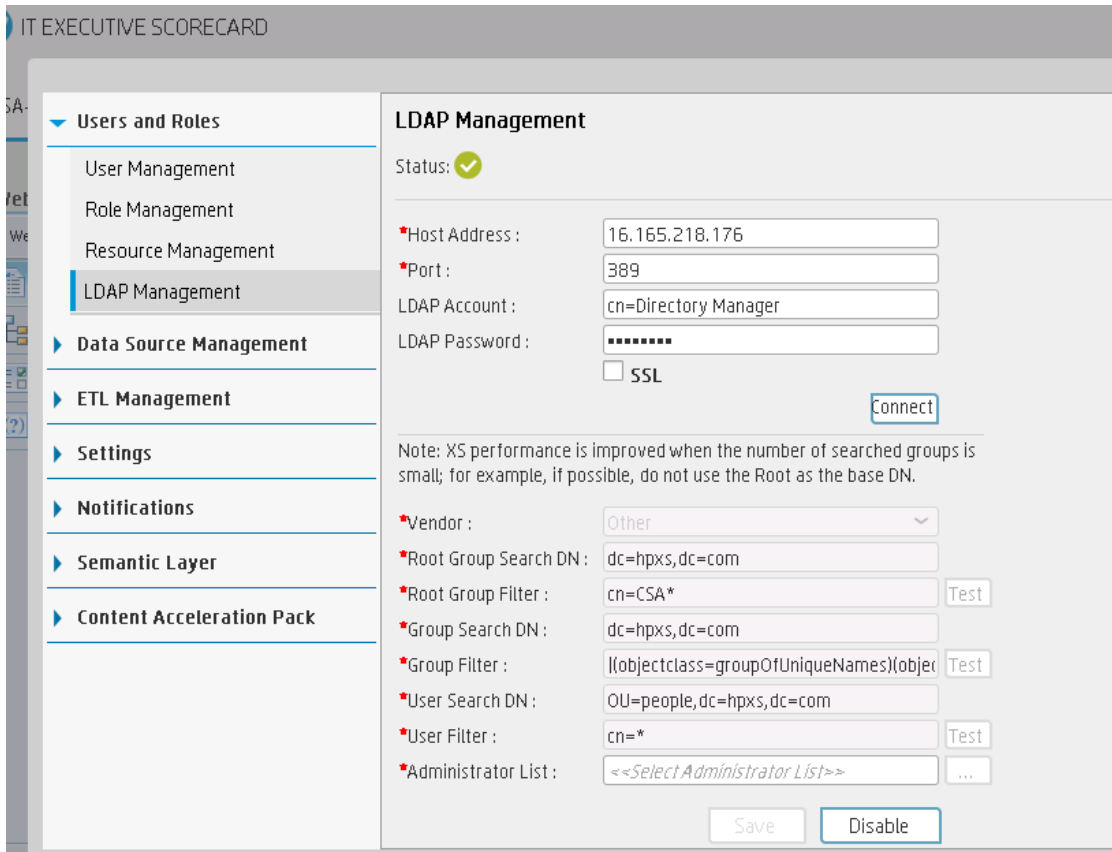 IT EXECUTIVE SCORECARD
SA-
Users and Roles
User Management
Role Management
Resource Management
LDAP Management
Data Source Management
ETL Management
Settings
Notifications
Semantic Layer
Content Acceleration Pack
We
(?)
LDAP Management
Status:
*Host Address : 16.165.218.176
*Port : 389
LDAP Account : cn=Directory Manager
LDAP Password : ••••••••
SSL
Connect
Note: XS performance is improved when the number of searched groups is
small; for example, if possible, do not use the Root as the base DN.
*Vendor : Other
*Root Group Search DN : dc=hpxs,dc=com
*Root Group Filter : cn=CSA* Test
*Group Search DN : dc=hpxs,dc=com
*Group Filter : |(objectclass=groupOfUniqueNames)(objec Test
*User Search DN : OU=people,dc=hpxs,dc=com
*User Filter : cn=* Test
*Administrator List : <<Select Administrator List>> ...
Save Disable